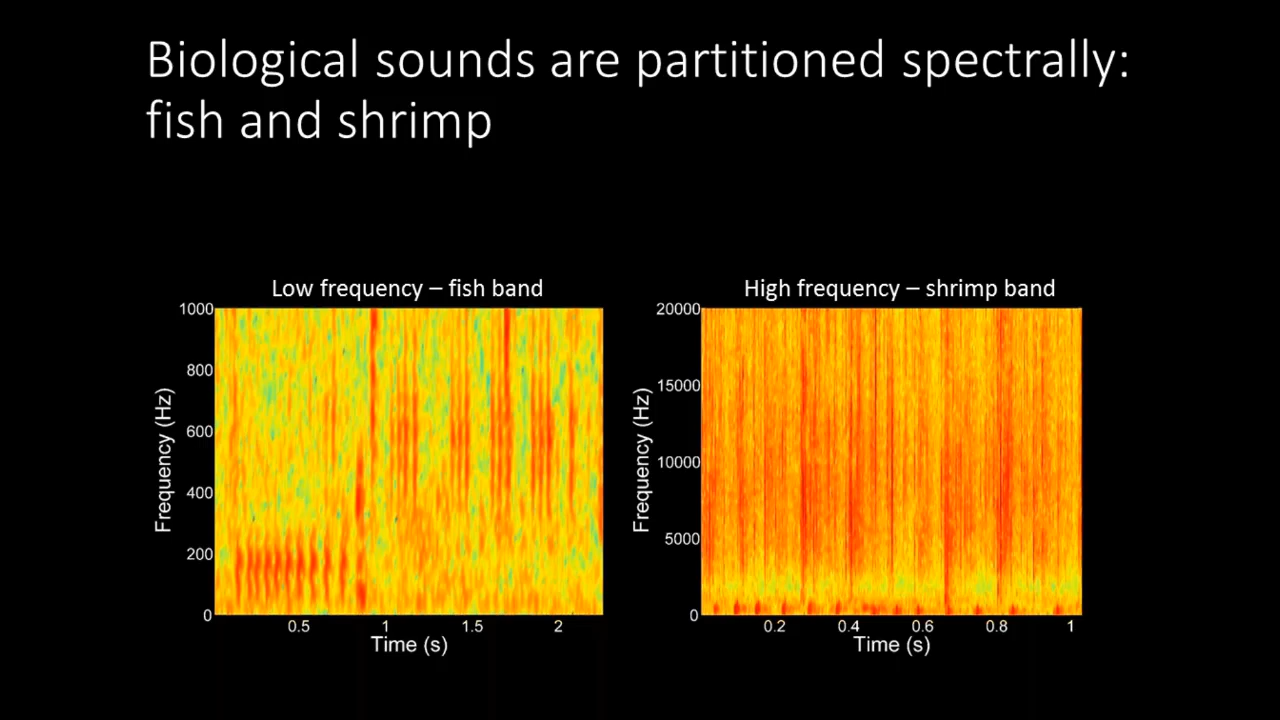 Biological sounds are partitioned spectrally:
fish and shrimp
Low frequency – fish band
1000
800
600
400
200
0
Frequency (Hz)
0.5
1
1.5
2
Time (s)
High frequency – shrimp band
20000
15000
10000
5000
0
Frequency (Hz)
0.2
0.4
0.6
0.8
1
Time (s)